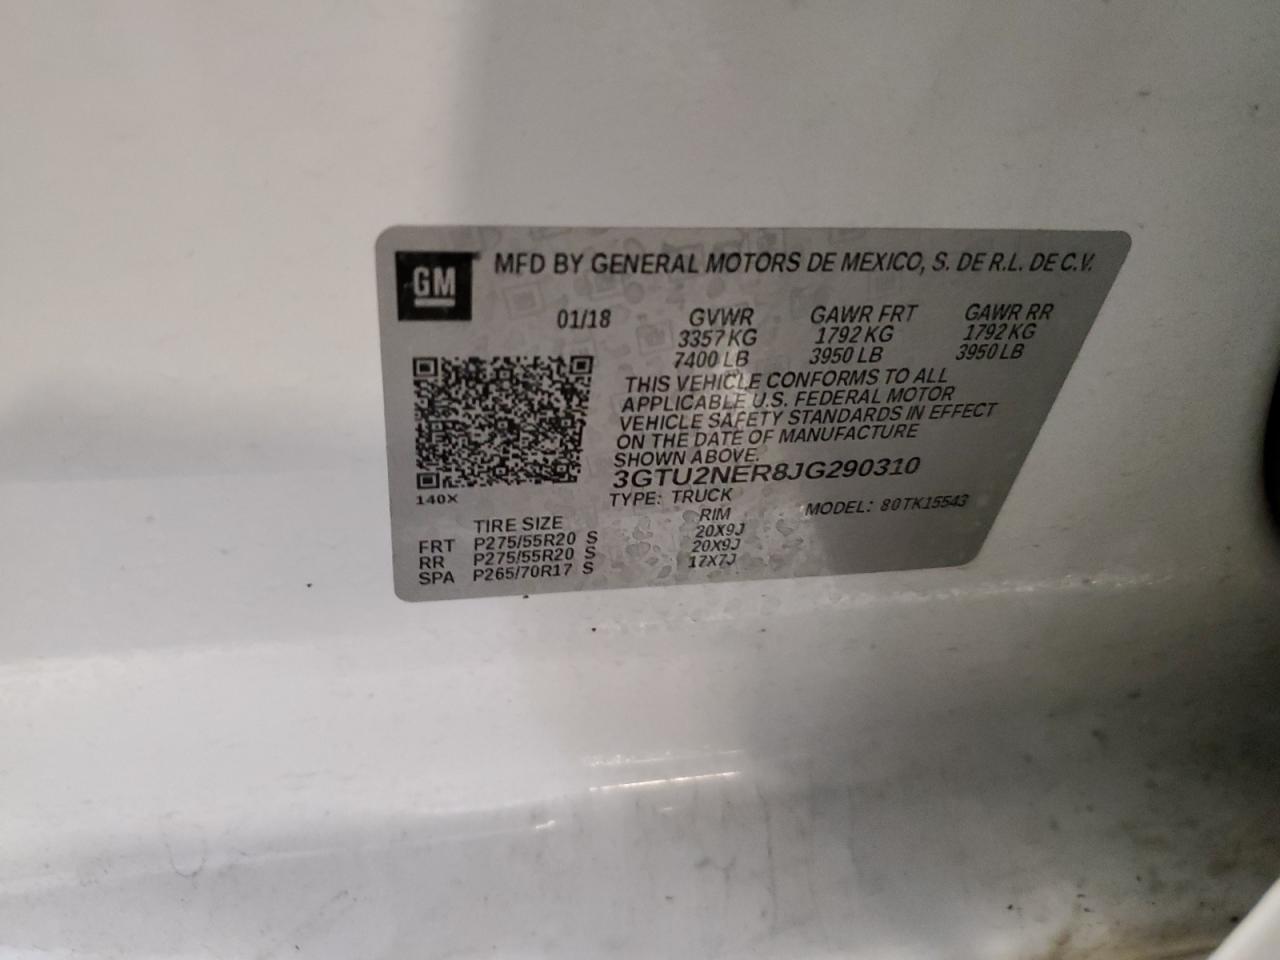 GM
MFD BY GENERAL MOTORS DE MEXICO, S. DE R.L. DE C.V.
01/18 GVWR GAWR FRT GAWR RR
3357 KG 1792 KG 1792 KG
7400 LB 3950 LB 3950 LB
THIS VEHICLE CONFORMS TO ALL
APPLICABLE U.S. FEDERAL MOTOR
VEHICLE SAFETY STANDARDS IN EFFECT
ON THE DATE OF MANUFACTURE
SHOWN ABOVE.
3GTU2NER8JG290310
140X
TYPE: TRUCK MODEL: 80TK15543
TIRE SIZE RIM
FRT P275/55R20 S 20X9J
RR P275/55R20 S 20X9J
SPA P265/70R17 S 17X7J